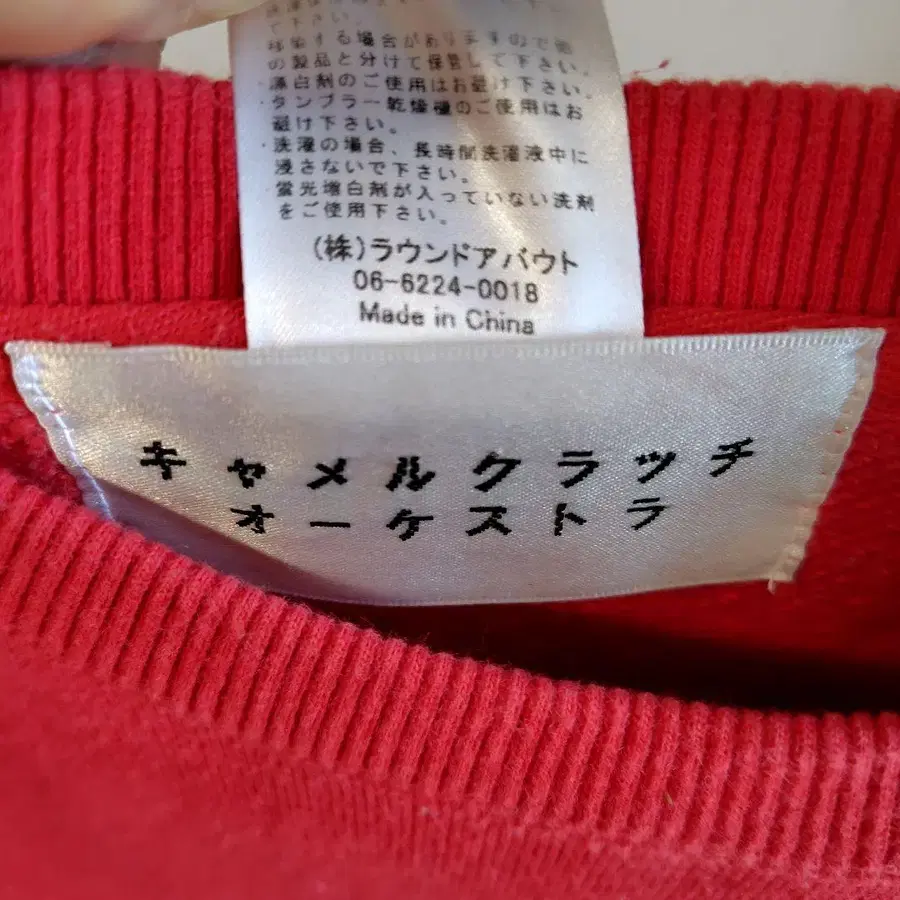 て下さい。
移染する場合がありますので他
の製品と分けて保管して下さい。
・漂白剤のご使用はお避け下さい。
・タンブラー乾燥機のご使用はお
避け下さい。
・洗濯の場合、長時間洗濯液中に
浸さないで下さい。
・蛍光増白剤が入っていない洗剤
をご使用下さい。
(株)ラウンドアバウト
06-6224-0018
Made in China
キャメルクラッチ
オーケストラ